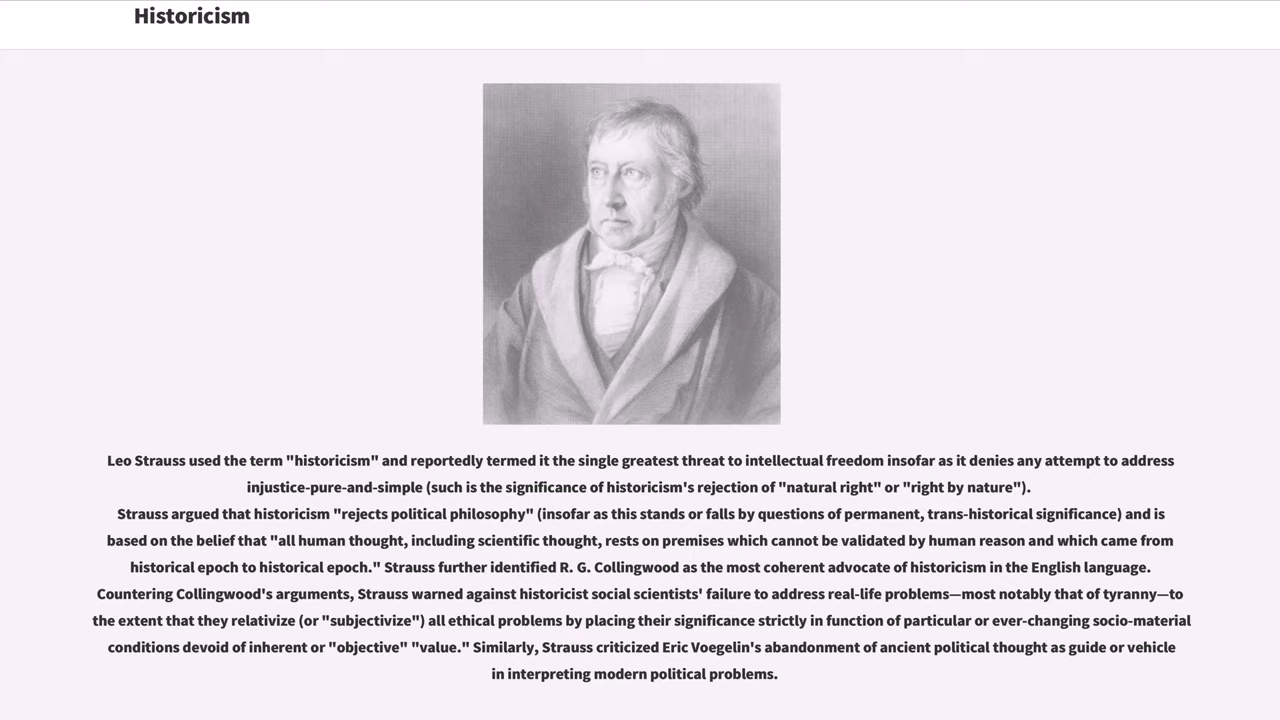 Historicism
Leo Strauss used the term "historicism" and reportedly termed it the single greatest threat to intellectual freedom insofar as it denies any attempt to address
injustice-pure-and-simple (such is the significance of historicism's rejection of "natural right" or "right by nature").
Strauss argued that historicism "rejects political philosophy" (insofar as this stands or falls by questions of permanent, trans-historical significance) and is
based on the belief that "all human thought, including scientific thought, rests on premises which cannot be validated by human reason and which came from
historical epoch to historical epoch." Strauss further identified R. G. Collingwood as the most coherent advocate of historicism in the English language.
Countering Collingwood's arguments, Strauss warned against historicist social scientists' failure to address real-life problems—most notably that of tyranny—to
the extent that they relativize (or "subjectivize") all ethical problems by placing their significance strictly in function of particular or ever-changing socio-material
conditions devoid of inherent or "objective" "value." Similarly, Strauss criticized Eric Voegelin's abandonment of ancient political thought as guide or vehicle
in interpreting modern political problems.